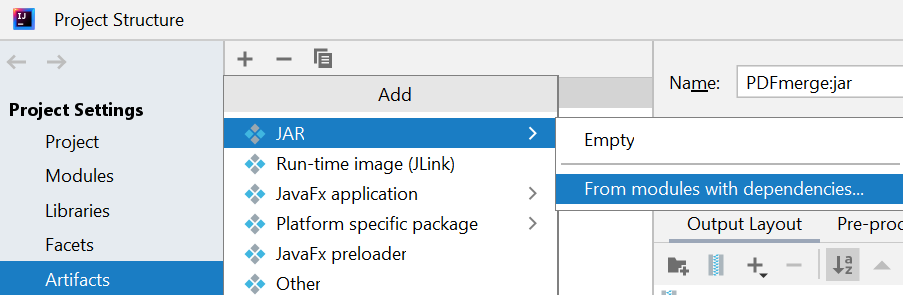 IJ
Project Structure
Project Settings
Project
Modules
Libraries
Facets
Artifacts
Add
JAR
Run-time image (JLink)
JavaFx application
Platform specific package
JavaFx preloader
Other
Empty
From modules with dependencies...
Name: PDFmerge:jar
Output Layout Pre-proc
a
z